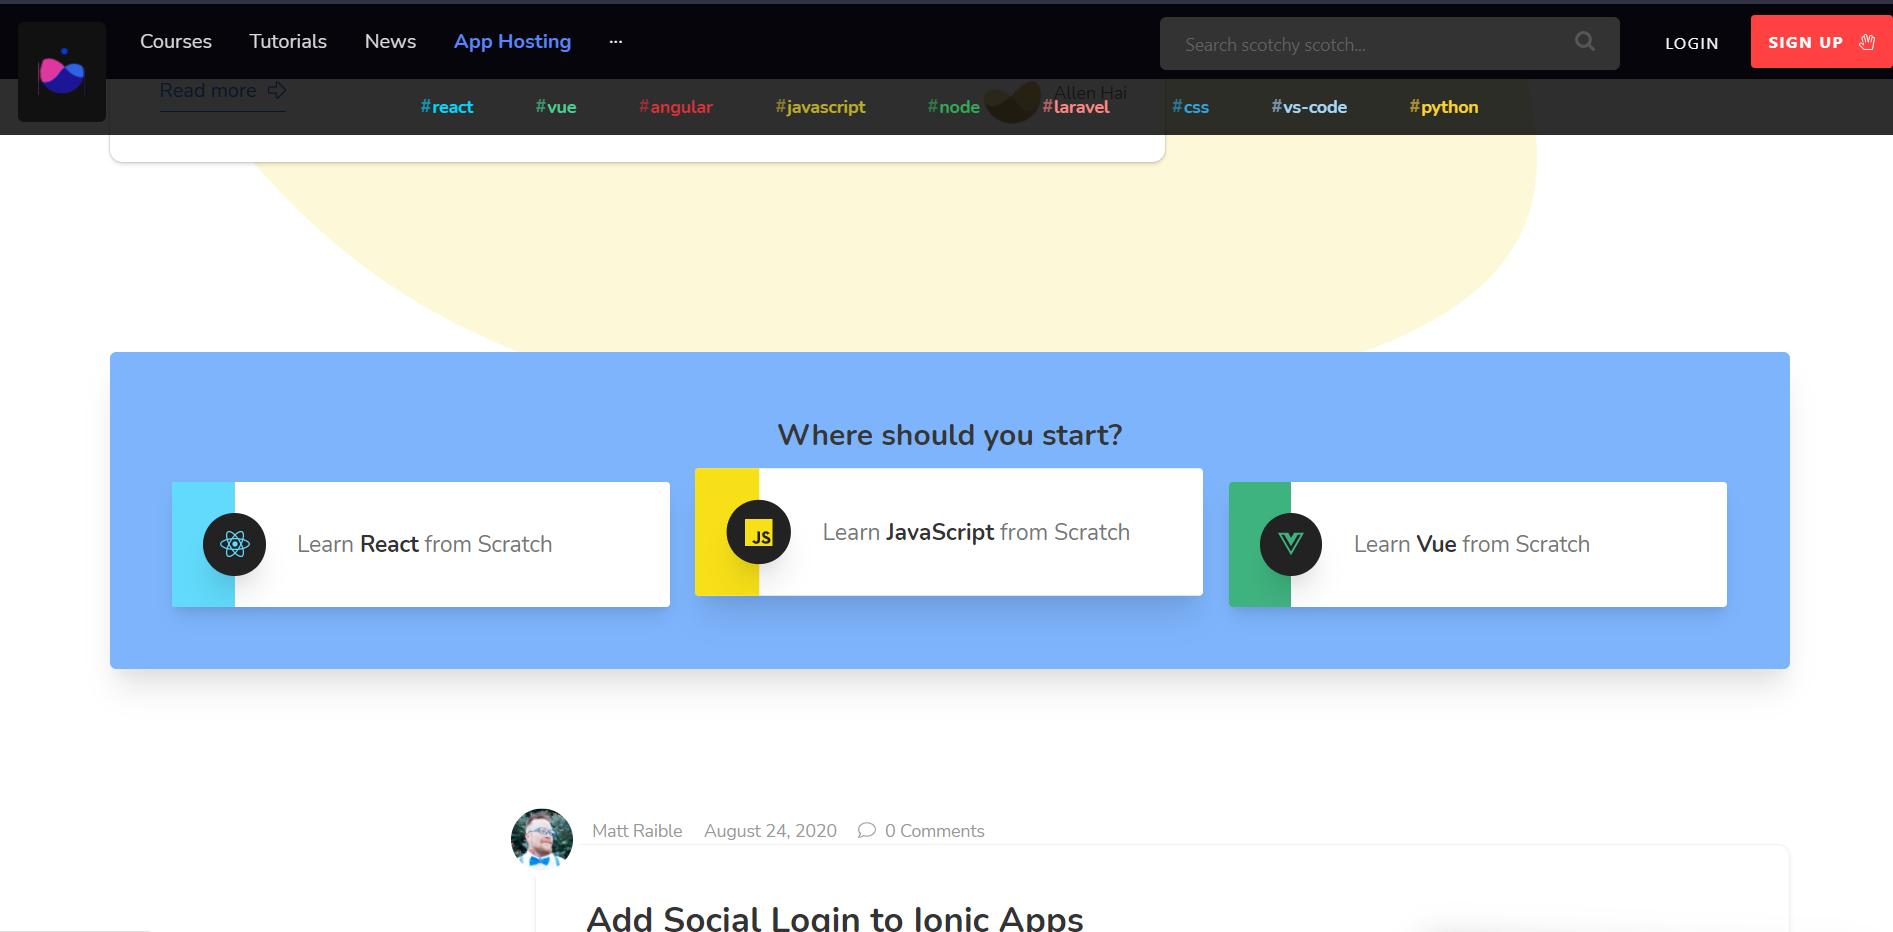 Courses Tutorials News App Hosting ...
Search scotchy scotch...
LOGIN
SIGN UP
Read more
Allen Hai
#react #vue #angular #javascript #node #laravel #css #vs-code #python
Where should you start?
Learn React from Scratch
JS
Learn JavaScript from Scratch
Learn Vue from Scratch
Matt Raible August 24, 2020 0 Comments
Add Social Login to Ionic Apps